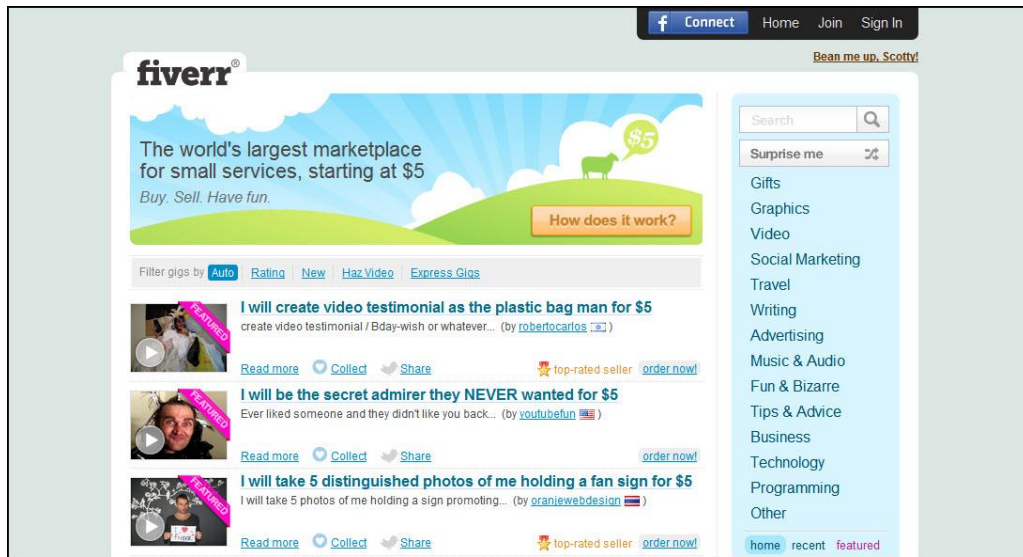 f Connect Home Join Sign In
Bean me up, Scotty!
fiverr®
The world's largest marketplace
for small services, starting at $5
Buy. Sell. Have fun.
$5
How does it work?
Filter gigs by Auto Rating New Haz Video Express Gigs
FEATURED
I will create video testimonial as the plastic bag man for $5
create video testimonial / Bday-wish or whatever... (by robertocarlos )
Read more Collect Share top-rated seller order now!
FEATURED
I will be the secret admirer they NEVER wanted for $5
Ever liked someone and they didn't like you back... (by youtubefun )
Read more Collect Share order now!
FEATURED
I will take 5 distinguished photos of me holding a fan sign for $5
I will take 5 photos of me holding a sign promoting... (by oranjewebdesign )
Read more Collect Share top-rated seller order now!
Search
Surprise me
Gifts
Graphics
Video
Social Marketing
Travel
Writing
Advertising
Music & Audio
Fun & Bizarre
Tips & Advice
Business
Technology
Programming
Other
home recent featured